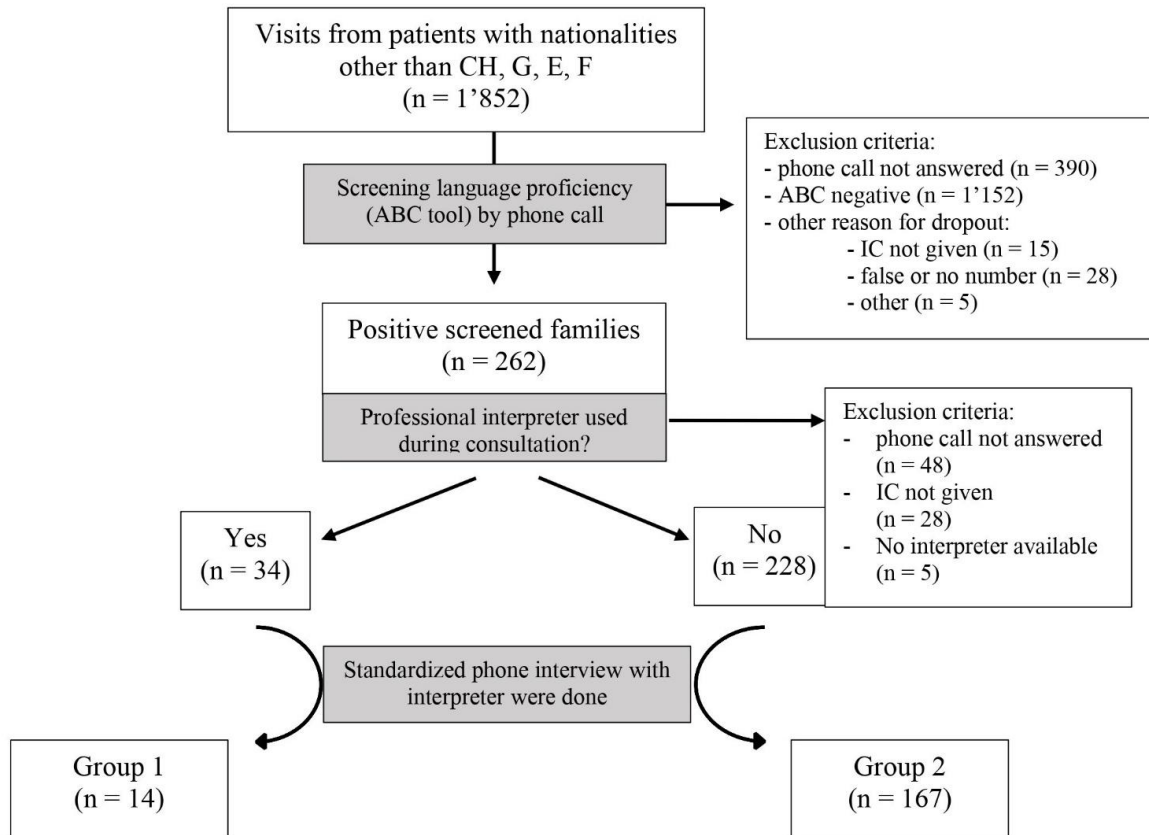 Visits from patients with nationalities
other than CH, G, E, F
(n = 1’852)
Screening language proficiency
(ABC tool) by phone call
Exclusion criteria:
- phone call not answered (n = 390)
- ABC negative (n = 1’152)
- other reason for dropout:
- IC not given (n = 15)
- false or no number (n = 28)
- other (n = 5)
Positive screened families
(n = 262)
Professional interpreter used
during consultation?
Exclusion criteria:
- phone call not answered
(n = 48)
- IC not given
(n = 28)
- No interpreter available
(n = 5)
Yes
(n = 34)
No
(n = 228)
Standardized phone interview with
interpreter were done
Group 1
(n = 14)
Group 2
(n = 167)